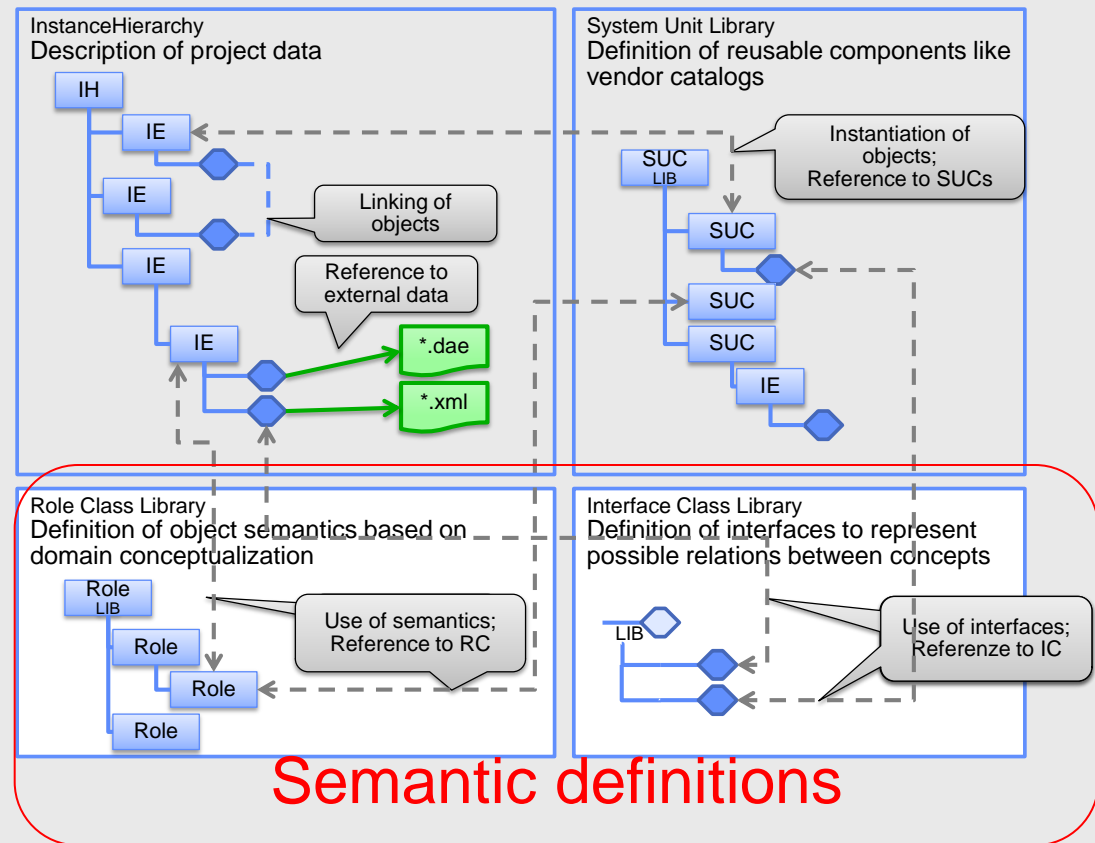 InstanceHierarchy
Description of project data
IH
IE
IE
IE
IE
Linking of
objects
Reference to
external data
*.dae
*.xml
System Unit Library
Definition of reusable components like
vendor catalogs
Instantiation of
objects;
Reference to SUCs
SUC
LIB
SUC
SUC
SUC
IE
Role Class Library
Definition of object semantics based on
domain conceptualization
Role
LIB
Role
Role
Role
Use of semantics;
Reference to RC
Interface Class Library
Definition of interfaces to represent
possible relations between concepts
LIB
Use of interfaces;
Referenze to IC
Semantic definitions